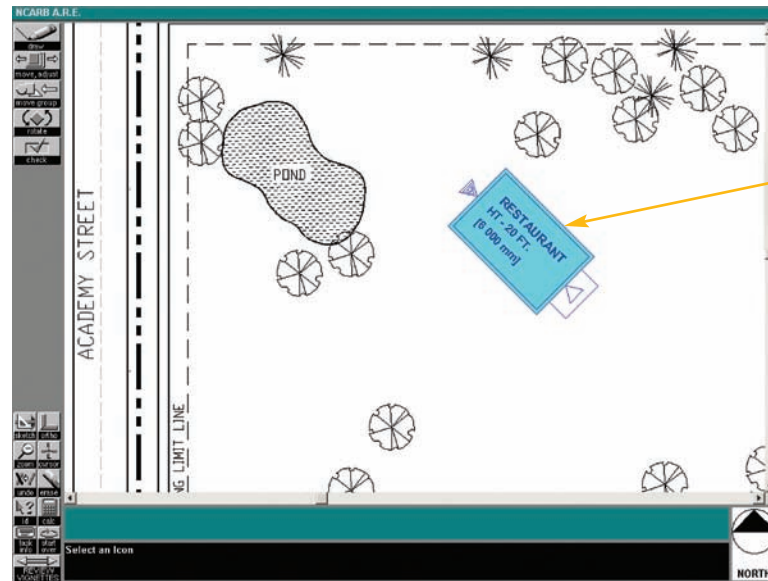 NCARB A.R.E.
draw
move, adjust
move group
rotate
check
ACADEMY STREET
POND
RESTAURANT
HT - 20 FT.
[6 000 mm]
NG LIMIT LINE
sketch ortho
zoom cursor
undo erase
id calc
task info start over
REVIEW VIGNETTES
Select an Icon
NORTH